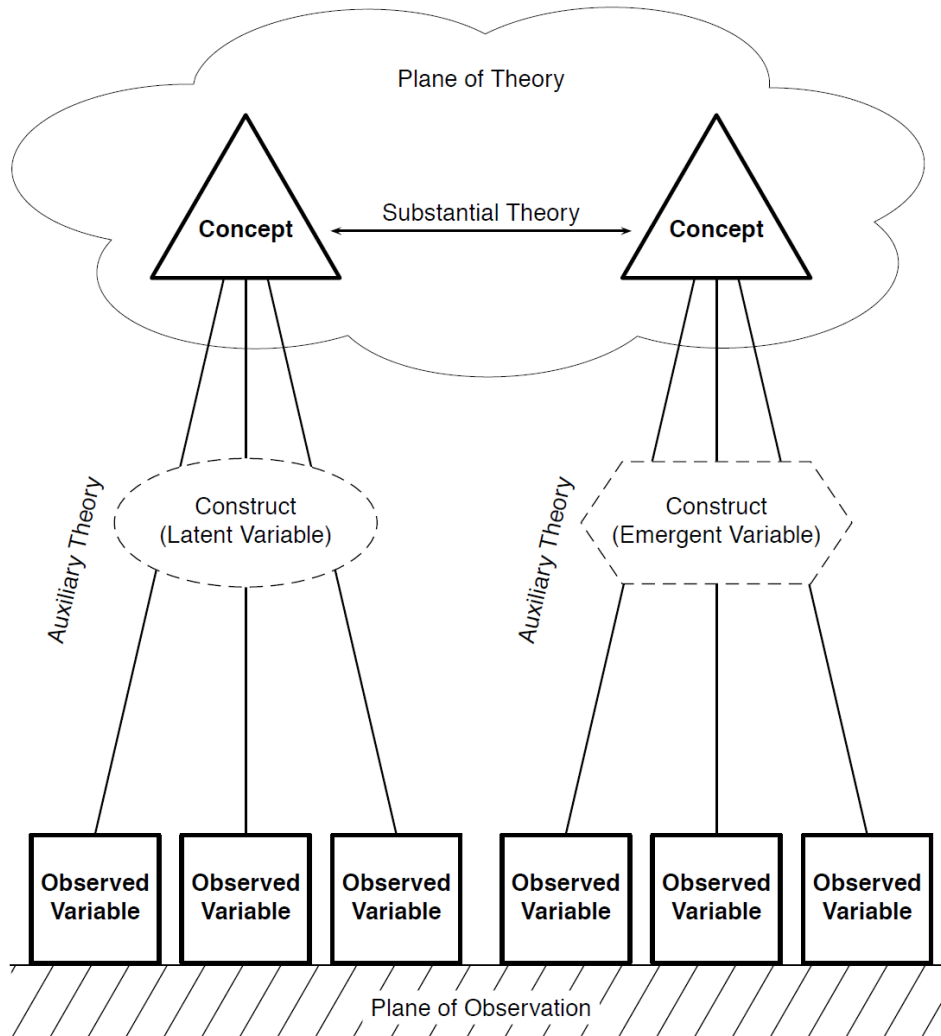 Plane of Theory
Substantial Theory
Concept
Concept
Auxiliary Theory
Construct
(Latent Variable)
Auxiliary Theory
Construct
(Emergent Variable)
Observed
Variable
Observed
Variable
Observed
Variable
Observed
Variable
Observed
Variable
Observed
Variable
Plane of Observation